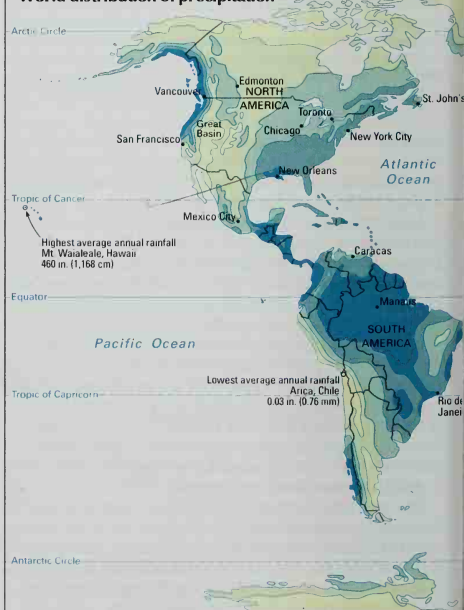 World distribution of precipitation
Arctic Circle
Edmonton
Vancouver
NORTH
AMERICA
St. John's
Toronto
Great
Basin
Chicago
New York City
San Francisco
Atlantic
Ocean
New Orleans
Tropic of Cancer
Mexico City
Highest average annual rainfall
Mt. Waialeale, Hawaii
460 in. (1,168 cm)
Caracas
Equator
Manaus
SOUTH
AMERICA
Pacific Ocean
Lowest average annual rainfall
Arica, Chile
0.03 in. (0.76 mm)
Tropic of Capricorn
Rio de
Janei
Antarctic Circle